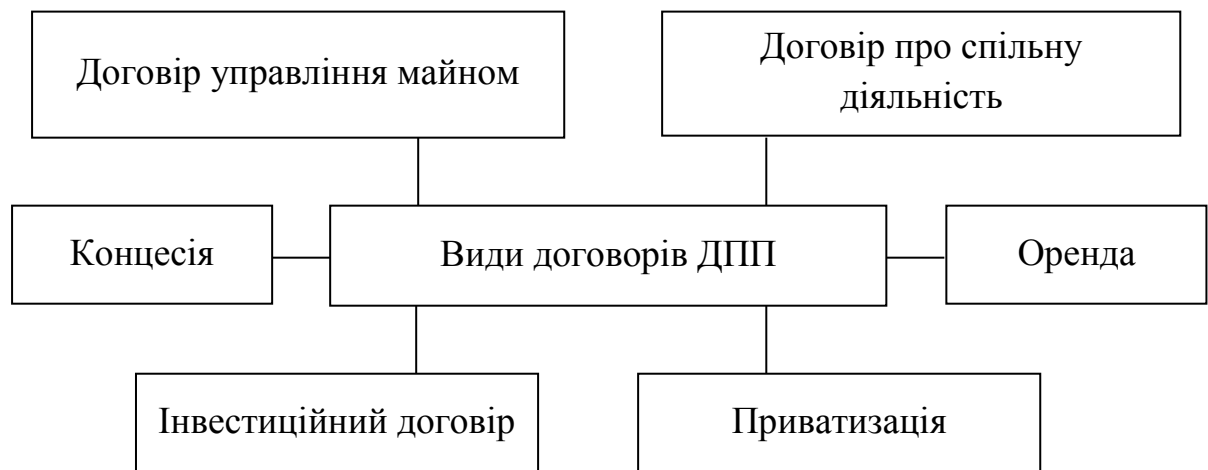 Договір управління майном
Договір про спільну
діяльність
Концесія
Види договорів ДПП
Оренда
Інвестиційний договір
Приватизація